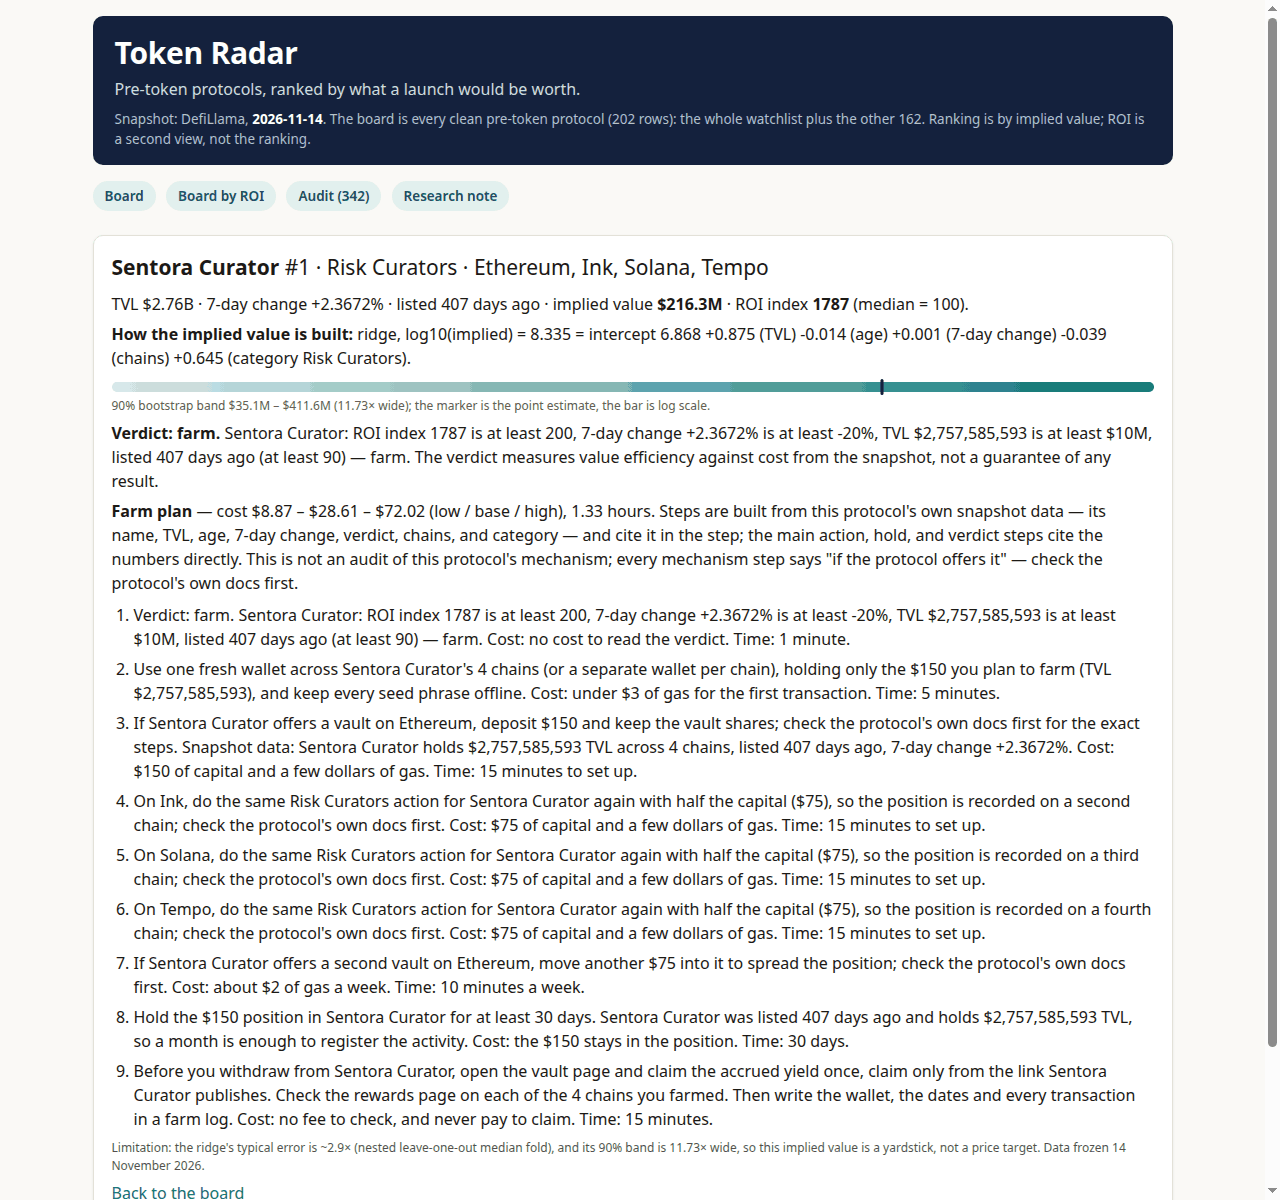 Token Radar
Pre-token protocols, ranked by what a launch would be worth.
Snapshot: DefiLlama, 2026-11-14. The board is every clean pre-token protocol (202 rows): the whole watchlist plus the other 162. Ranking is by implied value; ROI is
a second view, not the ranking.
Board
Board by ROI
Audit (342)
Research note
Sentora Curator #1 · Risk Curators · Ethereum, Ink, Solana, Tempo
TVL $2.76B · 7-day change +2.3672% · listed 407 days ago · implied value $216.3M · ROI index 1787 (median = 100).
How the implied value is built: ridge, log10(implied) = 8.335 = intercept 6.868 +0.875 (TVL) -0.014 (age) +0.001 (7-day change) -0.039
(chains) +0.645 (category Risk Curators).
90% bootstrap band $35.1M – $411.6M (11.73× wide); the marker is the point estimate, the bar is log scale.
Verdict: farm. Sentora Curator: ROI index 1787 is at least 200, 7-day change +2.3672% is at least -20%, TVL $2,757,585,593 is at least $10M,
listed 407 days ago (at least 90) — farm. The verdict measures value efficiency against cost from the snapshot, not a guarantee of any
result.
Farm plan — cost $8.87 – $28.61 – $72.02 (low / base / high), 1.33 hours. Steps are built from this protocol's own snapshot data — its
name, TVL, age, 7-day change, verdict, chains, and category — and cite it in the step; the main action, hold, and verdict steps cite the
numbers directly. This is not an audit of this protocol's mechanism; every mechanism step says "if the protocol offers it" — check the
protocol's own docs first.
1. Verdict: farm. Sentora Curator: ROI index 1787 is at least 200, 7-day change +2.3672% is at least -20%, TVL $2,757,585,593 is at least
$10M, listed 407 days ago (at least 90) — farm. Cost: no cost to read the verdict. Time: 1 minute.
2. Use one fresh wallet across Sentora Curator's 4 chains (or a separate wallet per chain), holding only the $150 you plan to farm (TVL
$2,757,585,593), and keep every seed phrase offline. Cost: under $3 of gas for the first transaction. Time: 5 minutes.
3. If Sentora Curator offers a vault on Ethereum, deposit $150 and keep the vault shares; check the protocol's own docs first for the exact
steps. Snapshot data: Sentora Curator holds $2,757,585,593 TVL across 4 chains, listed 407 days ago, 7-day change +2.3672%. Cost:
$150 of capital and a few dollars of gas. Time: 15 minutes to set up.
4. On Ink, do the same Risk Curators action for Sentora Curator again with half the capital ($75), so the position is recorded on a second
chain; check the protocol's own docs first. Cost: $75 of capital and a few dollars of gas. Time: 15 minutes to set up.
5. On Solana, do the same Risk Curators action for Sentora Curator again with half the capital ($75), so the position is recorded on a third
chain; check the protocol's own docs first. Cost: $75 of capital and a few dollars of gas. Time: 15 minutes to set up.
6. On Tempo, do the same Risk Curators action for Sentora Curator again with half the capital ($75), so the position is recorded on a fourth
chain; check the protocol's own docs first. Cost: $75 of capital and a few dollars of gas. Time: 15 minutes to set up.
7. If Sentora Curator offers a second vault on Ethereum, move another $75 into it to spread the position; check the protocol's own docs
first. Cost: about $2 of gas a week. Time: 10 minutes a week.
8. Hold the $150 position in Sentora Curator for at least 30 days. Sentora Curator was listed 407 days ago and holds $2,757,585,593 TVL,
so a month is enough to register the activity. Cost: the $150 stays in the position. Time: 30 days.
9. Before you withdraw from Sentora Curator, open the vault page and claim the accrued yield once, claim only from the link Sentora
Curator publishes. Check the rewards page on each of the 4 chains you farmed. Then write the wallet, the dates and every transaction
in a farm log. Cost: no fee to check, and never pay to claim. Time: 15 minutes.
Limitation: the ridge's typical error is ~2.9× (nested leave-one-out median fold), and its 90% band is 11.73× wide, so this implied value is a yardstick, not a price target. Data frozen 14
November 2026.
Back to the board